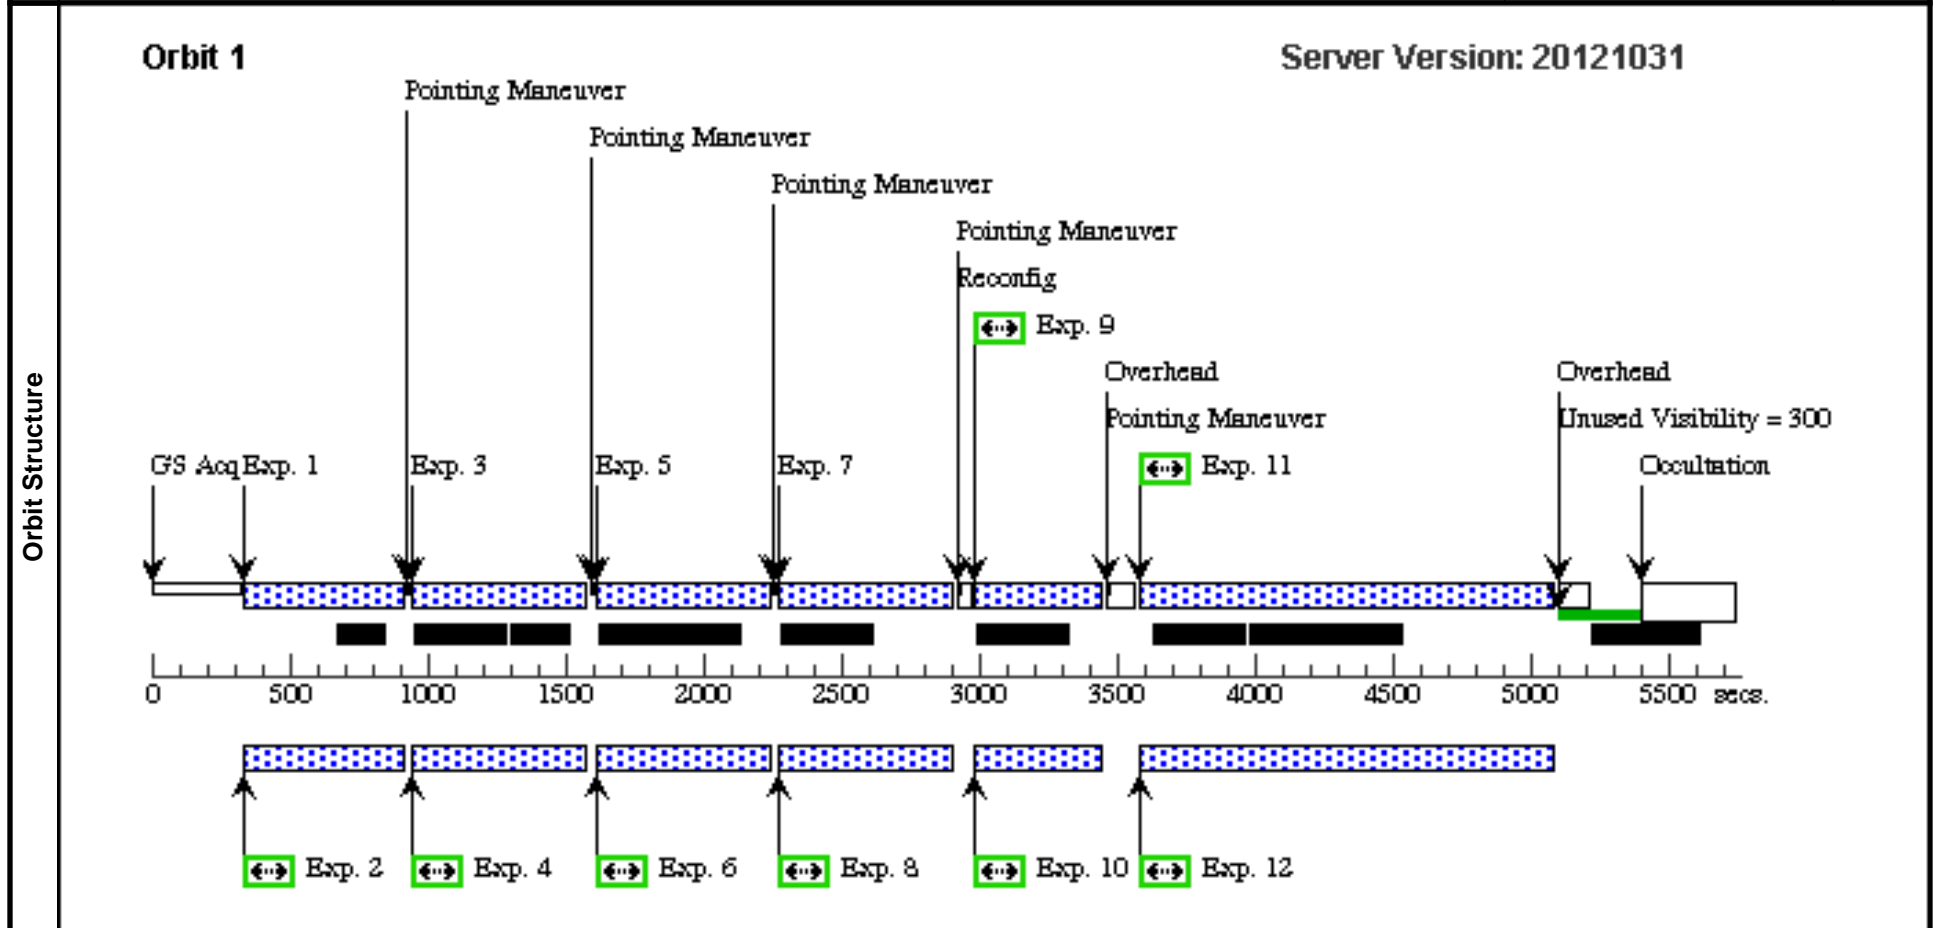 Orbit 1 Server Version: 20121031
Pointing Maneuver
Pointing Maneuver
Pointing Maneuver
Pointing Maneuver
Reconfig
Exp. 9
Overhead Overhead
Pointing Maneuver Unused Visibility = 300
GS Acq Exp. 1 Exp. 3 Exp. 5 Exp. 7 Exp. 11 Occultation
Orbit Structure
0 500 1000 1500 2000 2500 3000 3500 4000 4500 5000 5500 secs.
Exp. 2 Exp. 4 Exp. 6 Exp. 8 Exp. 10 Exp. 12